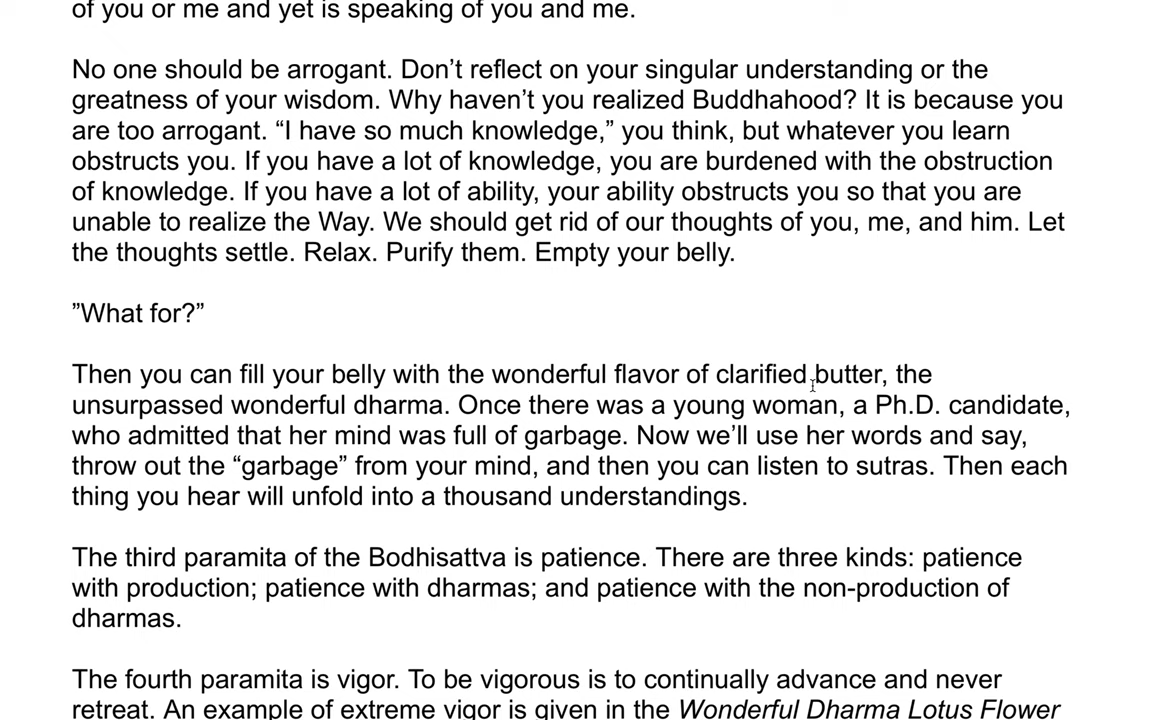 of you or me and yet is speaking of you and me.
No one should be arrogant. Don’t reflect on your singular understanding or the
greatness of your wisdom. Why haven’t you realized Buddhahood? It is because you
are too arrogant. “I have so much knowledge,” you think, but whatever you learn
obstructs you. If you have a lot of knowledge, you are burdened with the obstruction
of knowledge. If you have a lot of ability, your ability obstructs you so that you are
unable to realize the Way. We should get rid of our thoughts of you, me, and him. Let
the thoughts settle. Relax. Purify them. Empty your belly.
”What for?”
Then you can fill your belly with the wonderful flavor of clarified butter, the
unsurpassed wonderful dharma. Once there was a young woman, a Ph.D. candidate,
who admitted that her mind was full of garbage. Now we’ll use her words and say,
throw out the “garbage” from your mind, and then you can listen to sutras. Then each
thing you hear will unfold into a thousand understandings.
The third paramita of the Bodhisattva is patience. There are three kinds: patience
with production; patience with dharmas; and patience with the non-production of
dharmas.
The fourth paramita is vigor. To be vigorous is to continually advance and never
retreat. An example of extreme vigor is given in the Wonderful Dharma Lotus Flower